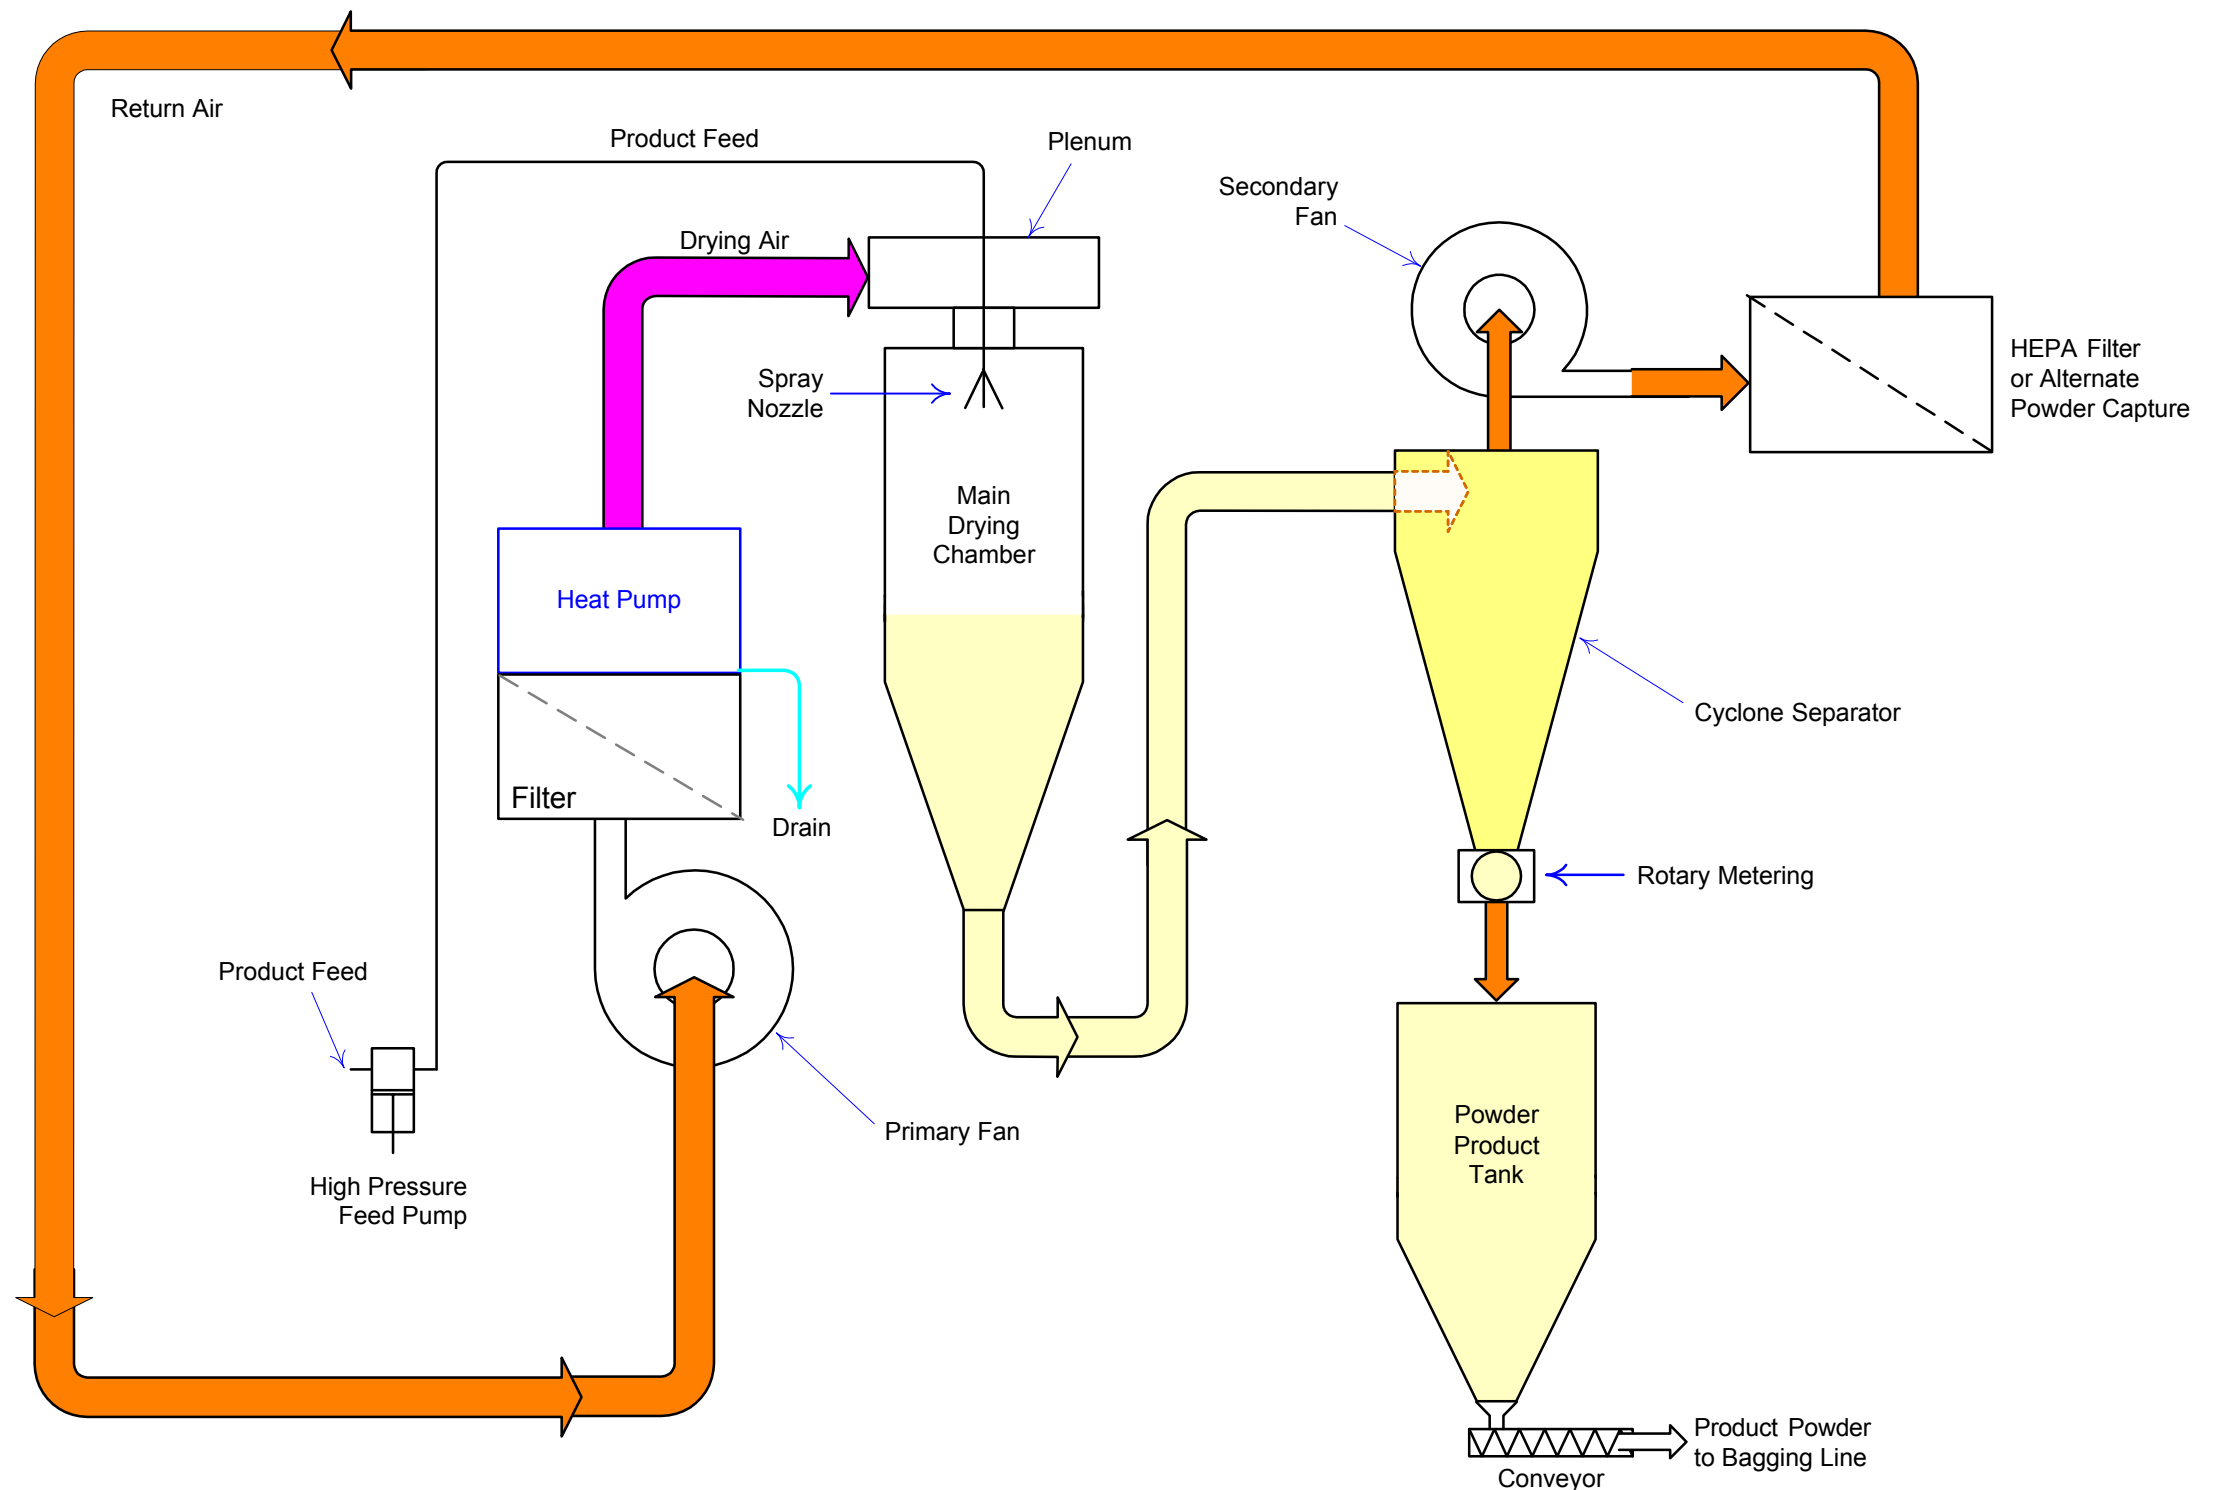 Return Air
Product Feed
Plenum
Secondary
Fan
Drying Air
HEPA Filter
or Alternate
Powder Capture
Spray
Nozzle
Main
Drying
Chamber
Heat Pump
Cyclone Separator
Filter
Drain
Rotary Metering
Product Feed
Primary Fan
Powder
Product
Tank
High Pressure
Feed Pump
Product Powder
to Bagging Line
Conveyor